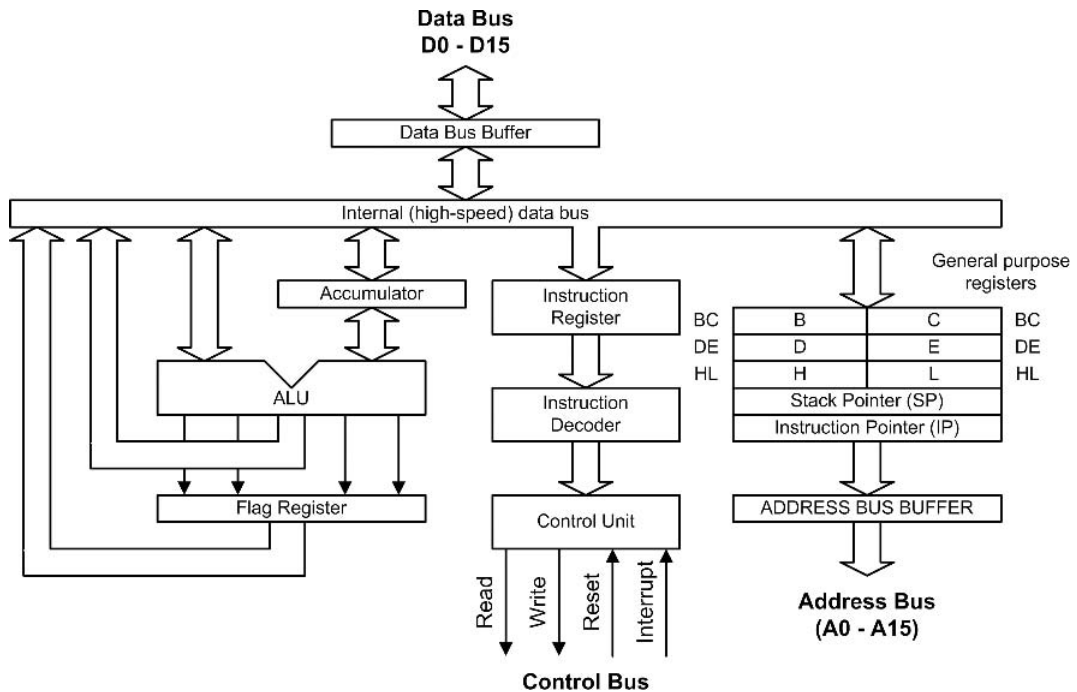 Data Bus
D0 - D15
Data Bus Buffer
Internal (high-speed) data bus
General purpose
registers
Accumulator
Instruction
Register
BC B C BC
DE D E DE
HL H L HL
Stack Pointer (SP)
Instruction Pointer (IP)
ALU
Instruction
Decoder
Flag Register
Control Unit
ADDRESS BUS BUFFER
Read
Write
Reset
Interrupt
Address Bus
(A0 - A15)
Control Bus